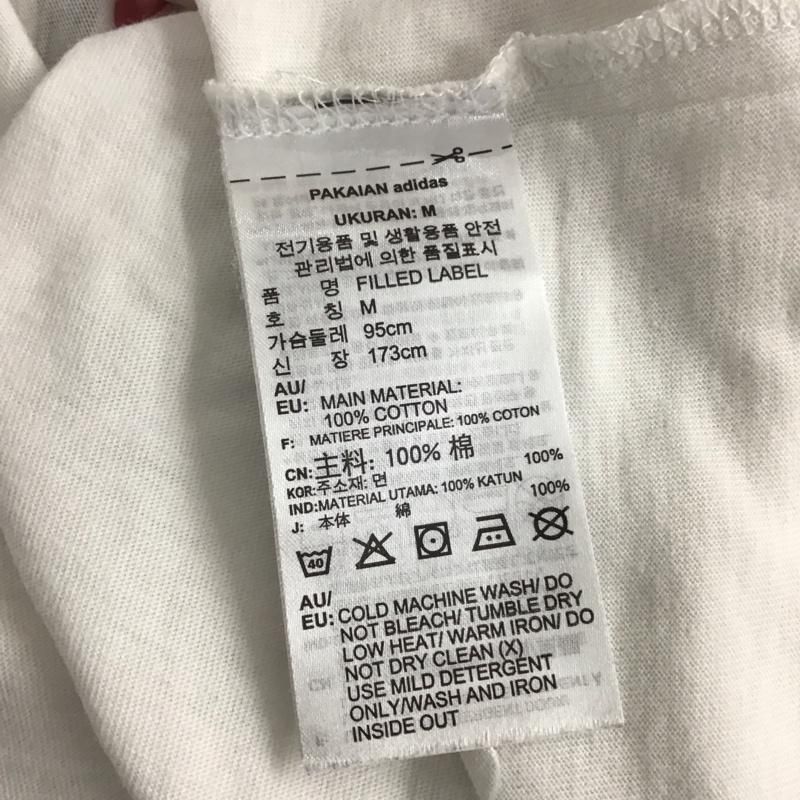 PAKAIAN adidas
UKURAN: M
전기용품 및 생활용품 안전
관리법에 의한 품질표시
품 명 FILLED LABEL
호 칭 M
가슴둘레 95cm
신 장 173cm
AU/
EU: MAIN MATERIAL:
100% COTTON
F: MATIERE PRINCIPALE: 100% COTON
CN: 主料: 100% 棉
KOR: 주소재: 면 100%
IND: MATERIAL UTAMA: 100% KATUN
J: 本体 綿 100%
40
AU/
EU: COLD MACHINE WASH/ DO
NOT BLEACH/ TUMBLE DRY
LOW HEAT/ WARM IRON/ DO
NOT DRY CLEAN (X)
USE MILD DETERGENT
ONLY/WASH AND IRON
INSIDE OUT